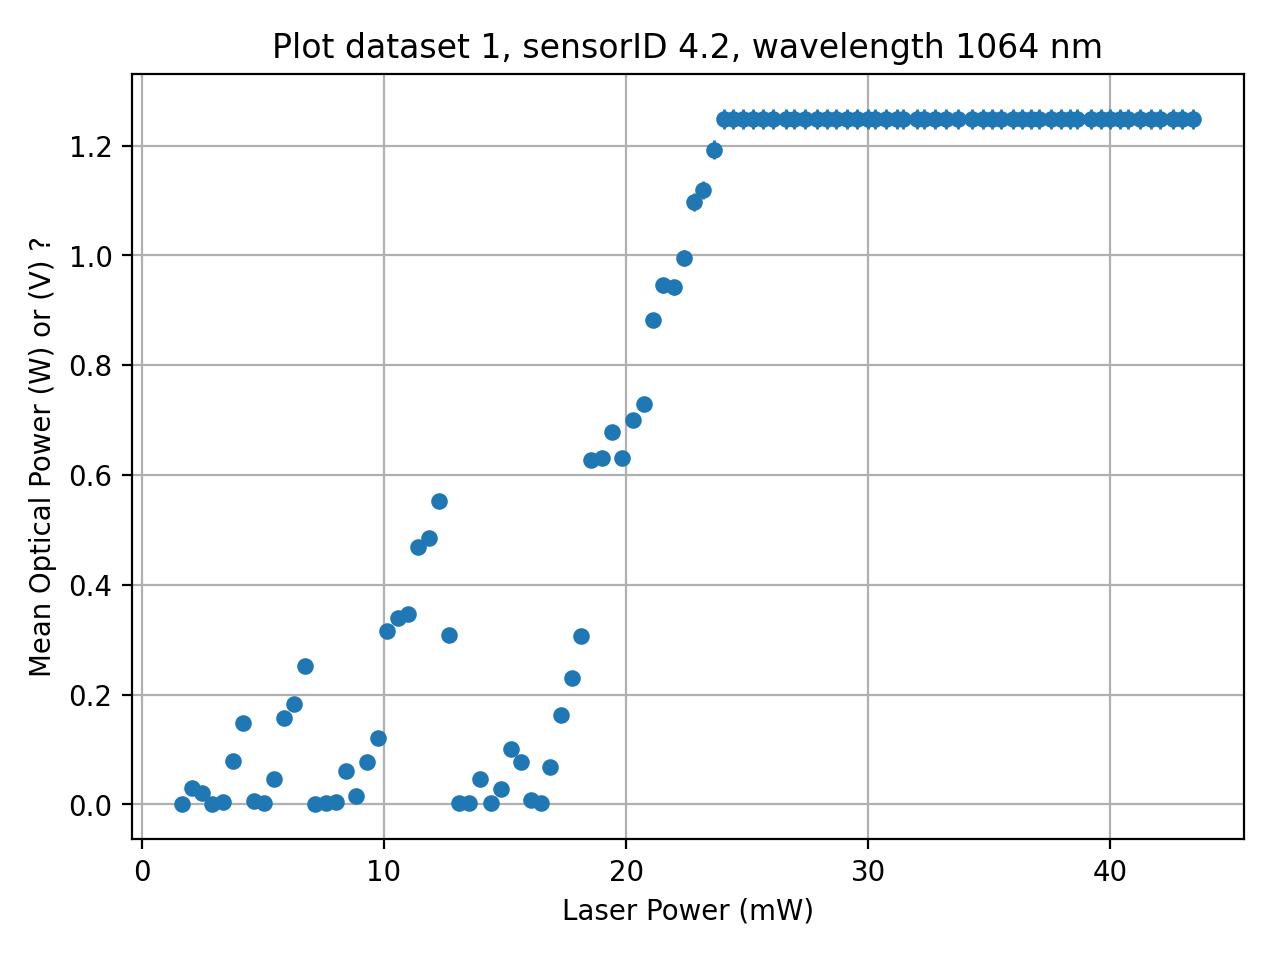 Plot dataset 1, sensorID 4.2, wavelength 1064 nm
Mean Optical Power (W) or (V) ?
1.2
1.0
0.8
0.6
0.4
0.2
0.0
0 10 20 30 40
Laser Power (mW)